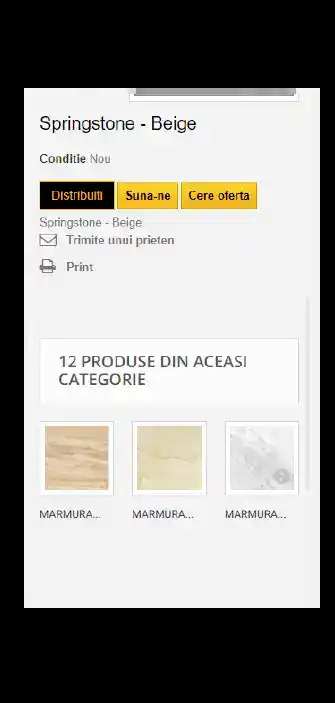 Springstone - Beige
Conditie Nou
Distribuiti Suna-ne Cere oferta
Springstone - Beige
Trimite unui prieten
Print
12 PRODUSE DIN ACEASI
CATEGORIE
MARMURA... MARMURA... MARMURA...